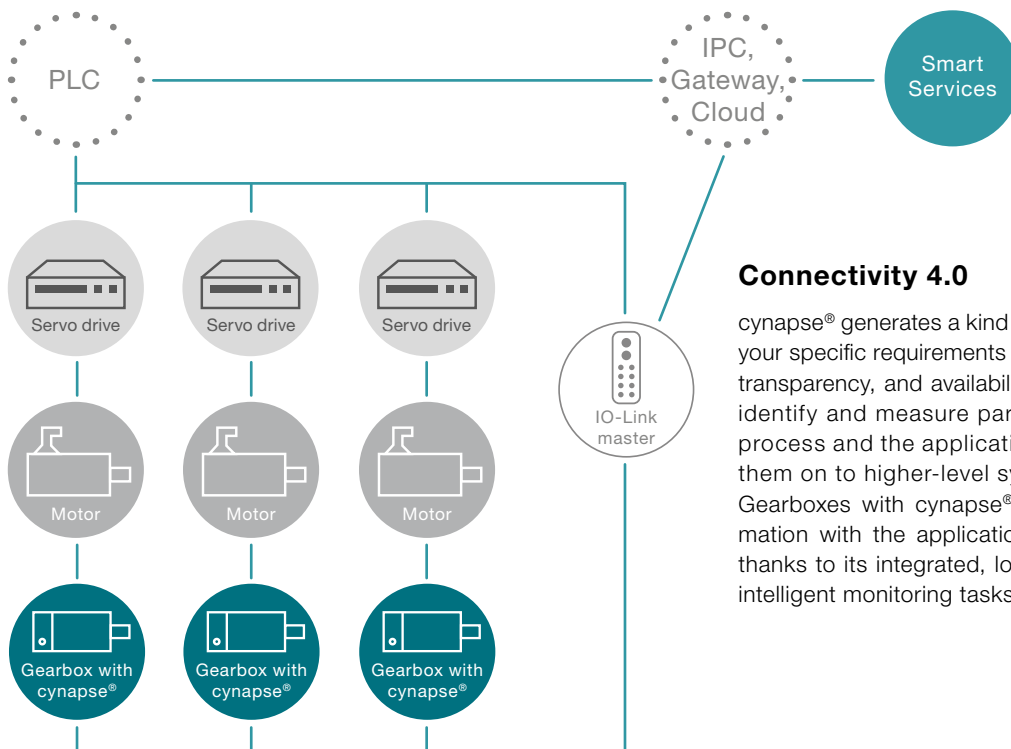 PLC
IPC,
Gateway,
Cloud
Smart
Services
Servo drive
Servo drive
Servo drive
IO-Link
master
Motor
Motor
Motor
Gearbox with
cynapse®
Gearbox with
cynapse®
Gearbox with
cynapse®
Connectivity 4.0
cynapse® generates a kind
your specific requirements
transparency, and availabil
identify and measure par
process and the applicati
them on to higher-level sy
Gearboxes with cynapse®
mation with the applicatio
thanks to its integrated, lo
intelligent monitoring tasks